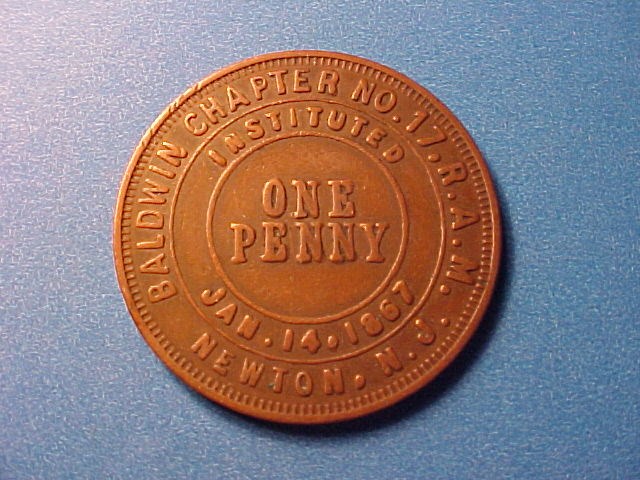 BALDWIN CHAPTER NO. 17. R. A. M.
NEWTON. N. J.
INSTITUTED
JAN. 14. 1867
ONE
PENNY